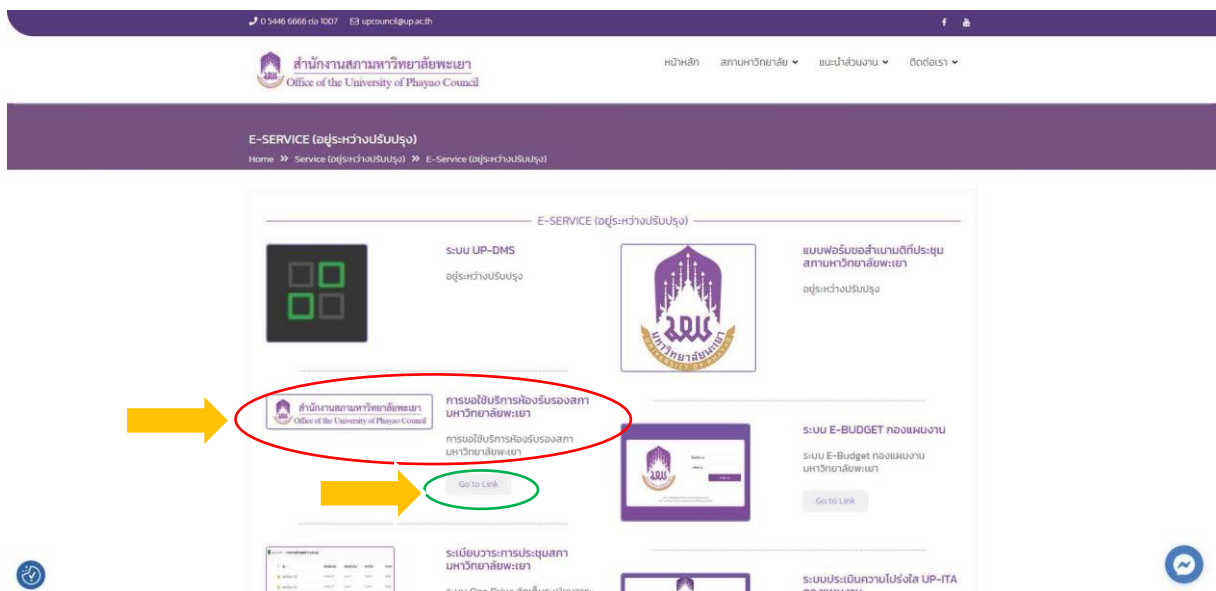 0 5446 6666 ต่อ 1007
upcouncil@up.ac.th
สำนักงานสภามหาวิทยาลัยพะเยา
Office of the University of Phayao Council
หน้าหลัก สภามหาวิทยาลัย แนะนำส่วนงาน ติดต่อเรา
E-SERVICE (อยู่ระหว่างปรับปรุง)
Home » Service (อยู่ระหว่างปรับปรุง) » E-Service (อยู่ระหว่างปรับปรุง)
E-SERVICE (อยู่ระหว่างปรับปรุง)
ระบบ UP-DMS
อยู่ระหว่างปรับปรุง
มหาวิทยาลัยพะเยา
UNIVERSITY OF PHAYAO
แบบฟอร์มขอสำเนามติที่ประชุม
สภามหาวิทยาลัยพะเยา
อยู่ระหว่างปรับปรุง
สำนักงานสภามหาวิทยาลัยพะเยา
Office of the University of Phayao Council
การขอใช้บริการห้องรับรองสภา
มหาวิทยาลัยพะเยา
การขอใช้บริการห้องรับรองสภา
มหาวิทยาลัยพะเยา
Go to Link
ระบบ E-BUDGET กองแผนงาน
ระบบ E-Budget กองแผนงาน
มหาวิทยาลัยพะเยา
Go to Link
ระเบียบวาระการประชุมสภา
มหาวิทยาลัยพะเยา
ระบบประเมินความโปร่งใส UP-ITA